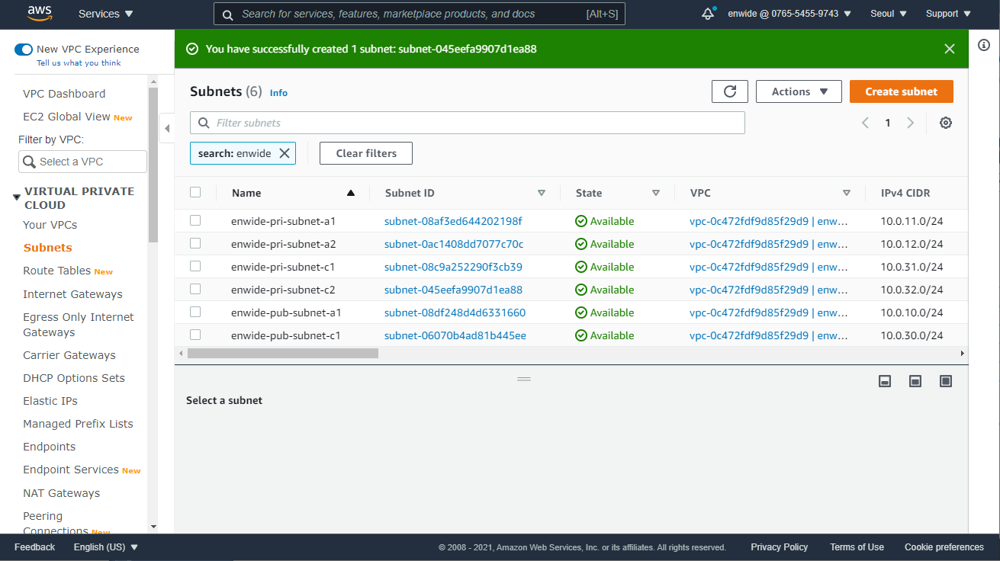 aws Services Search for services, features, marketplace products, and docs [Alt+S] enwide @ 0765-5455-9743 Seoul Support
New VPC Experience
Tell us what you think
VPC Dashboard
EC2 Global View New
Filter by VPC:
Select a VPC
VIRTUAL PRIVATE
CLOUD
Your VPCs
Subnets
Route Tables New
Internet Gateways
Egress Only Internet
Gateways
Carrier Gateways
DHCP Options Sets
Elastic IPs
Managed Prefix Lists
Endpoints
Endpoint Services New
NAT Gateways
Peering
Connections New
You have successfully created 1 subnet: subnet-045eefa9907d1ea88
Subnets (6) Info Actions Create subnet
Filter subnets 1
search: enwide Clear filters
Name Subnet ID State VPC IPv4 CIDR
enwide-pri-subnet-a1 subnet-08af3ed644202198f Available vpc-0c472fdf9d85f29d9 | enw… 10.0.11.0/24
enwide-pri-subnet-a2 subnet-0ac1408dd7077c70c Available vpc-0c472fdf9d85f29d9 | enw… 10.0.12.0/24
enwide-pri-subnet-c1 subnet-08c9a252290f3cb39 Available vpc-0c472fdf9d85f29d9 | enw… 10.0.31.0/24
enwide-pri-subnet-c2 subnet-045eefa9907d1ea88 Available vpc-0c472fdf9d85f29d9 | enw… 10.0.32.0/24
enwide-pub-subnet-a1 subnet-08df248d4d6331660 Available vpc-0c472fdf9d85f29d9 | enw… 10.0.10.0/24
enwide-pub-subnet-c1 subnet-06070b4ad81b445ee Available vpc-0c472fdf9d85f29d9 | enw… 10.0.30.0/24
Select a subnet
Feedback English (US) © 2008 - 2021, Amazon Web Services, Inc. or its affiliates. All rights reserved. Privacy Policy Terms of Use Cookie preferences